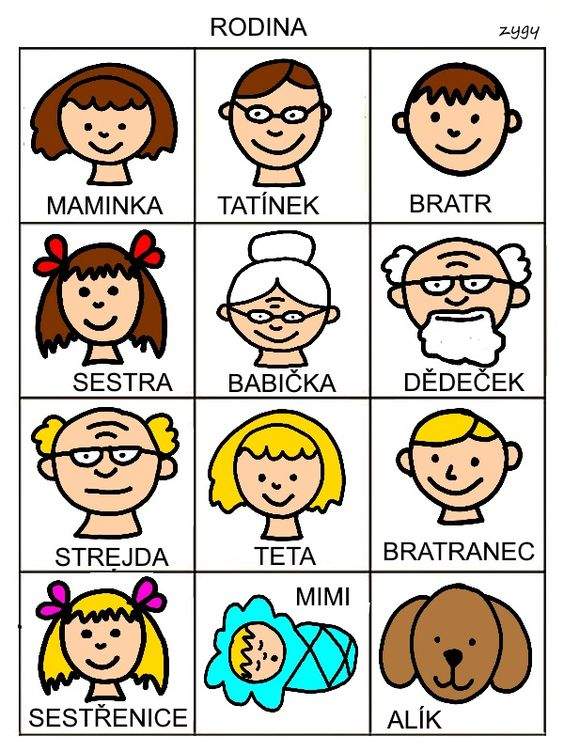 RODINA
zygy
MAMINKA
TATÍNEK
BRATR
SESTRA
BABIČKA
DĚDEČEK
STREJDA
TETA
BRATRANEC
SESTŘENICE
MIMI
ALÍK